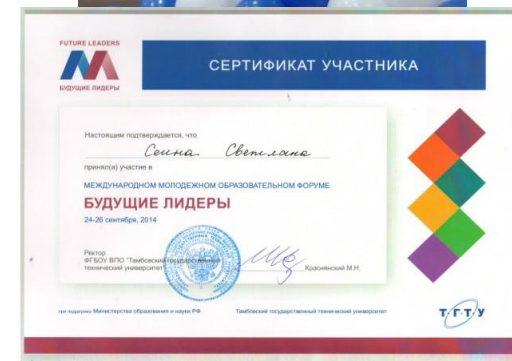 FUTURE LEADERS
БУДУЩИЕ ЛИДЕРЫ
СЕРТИФИКАТ УЧАСТНИКА
Настоящим подтверждается, что
Сеина Светлана
принял(а) участие в
МЕЖДУНАРОДНОМ МОЛОДЕЖНОМ ОБРАЗОВАТЕЛЬНОМ ФОРУМЕ
БУДУЩИЕ ЛИДЕРЫ
24-26 сентября, 2014
Ректор
ФГБОУ ВПО "Тамбовский государственный
технический университет"
Краснянский М.Н.
при поддержке Министерства образования и науки РФ
Тамбовский государственный технический университет
Т Г Т У